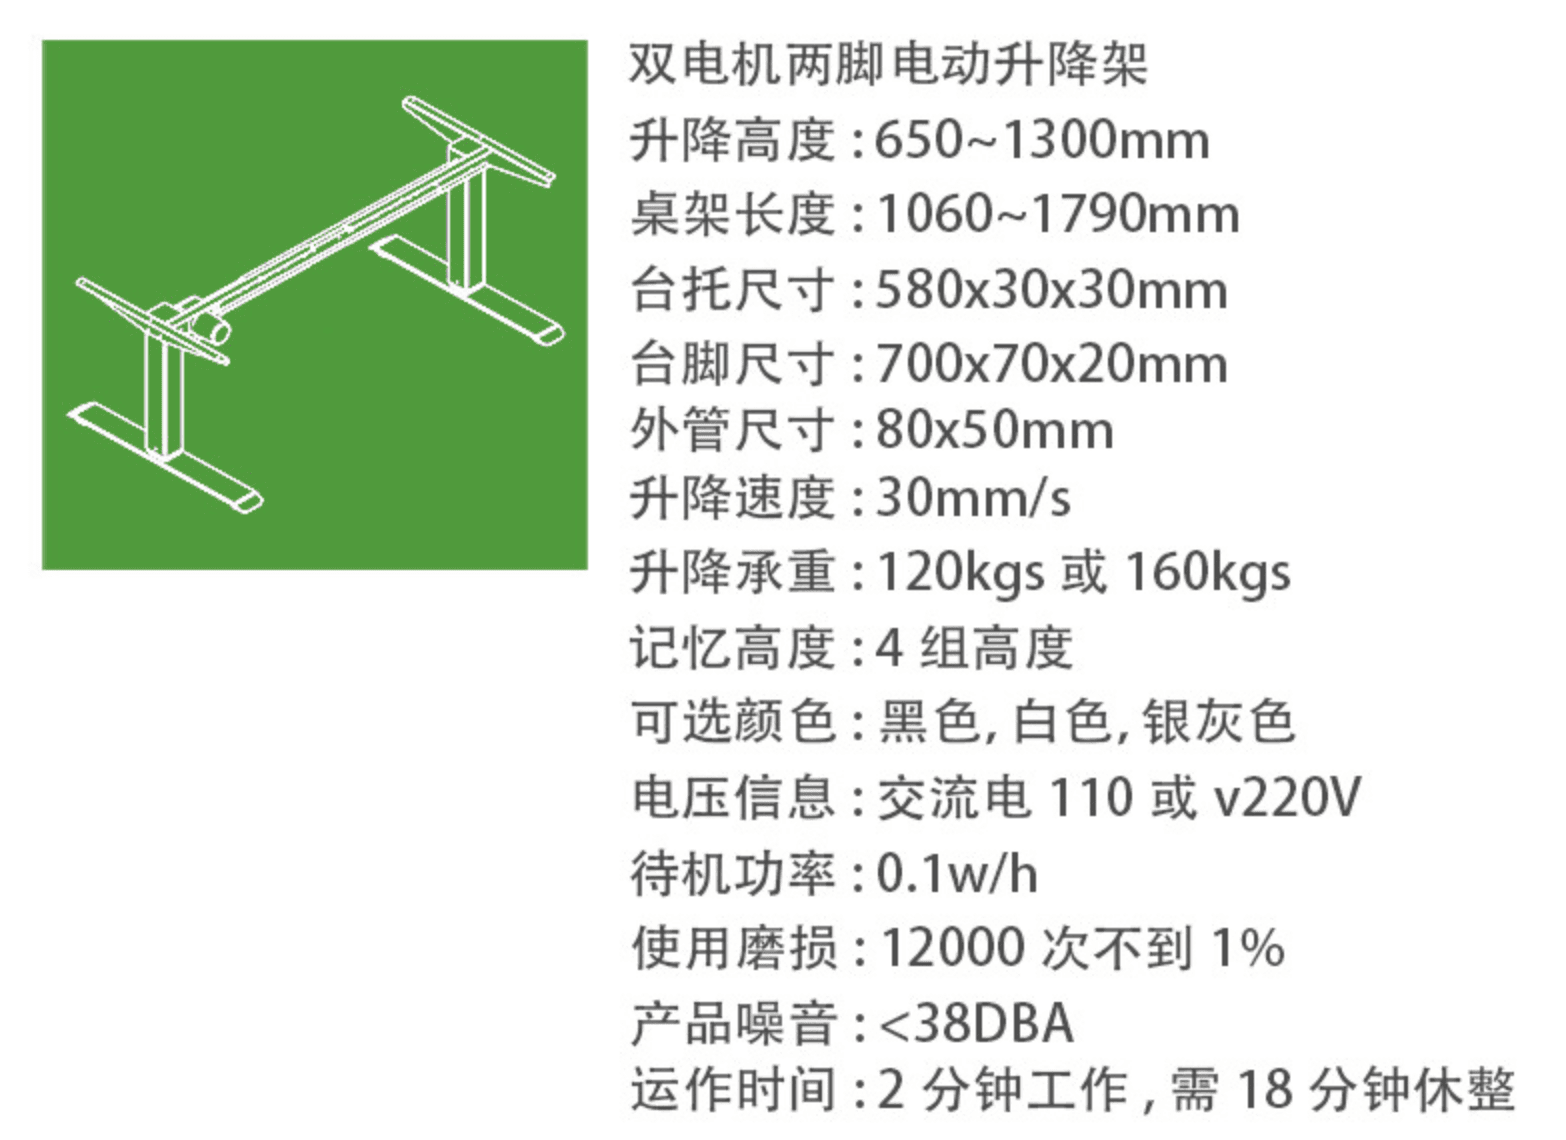 双电机两脚电动升降架
升降高度:650~1300mm
桌架长度:1060~1790mm
台托尺寸:580x30x30mm
台脚尺寸:700x70x20mm
外管尺寸:80x50mm
升降速度:30mm/s
升降承重:120kgs 或 160kgs
记忆高度:4 组高度
可选颜色:黑色,白色,银灰色
电压信息:交流电 110 或 v220V
待机功率:0.1w/h
使用磨损:12000 次不到 1%
产品噪音:<38DBA
运作时间:2 分钟工作,需 18 分钟休整